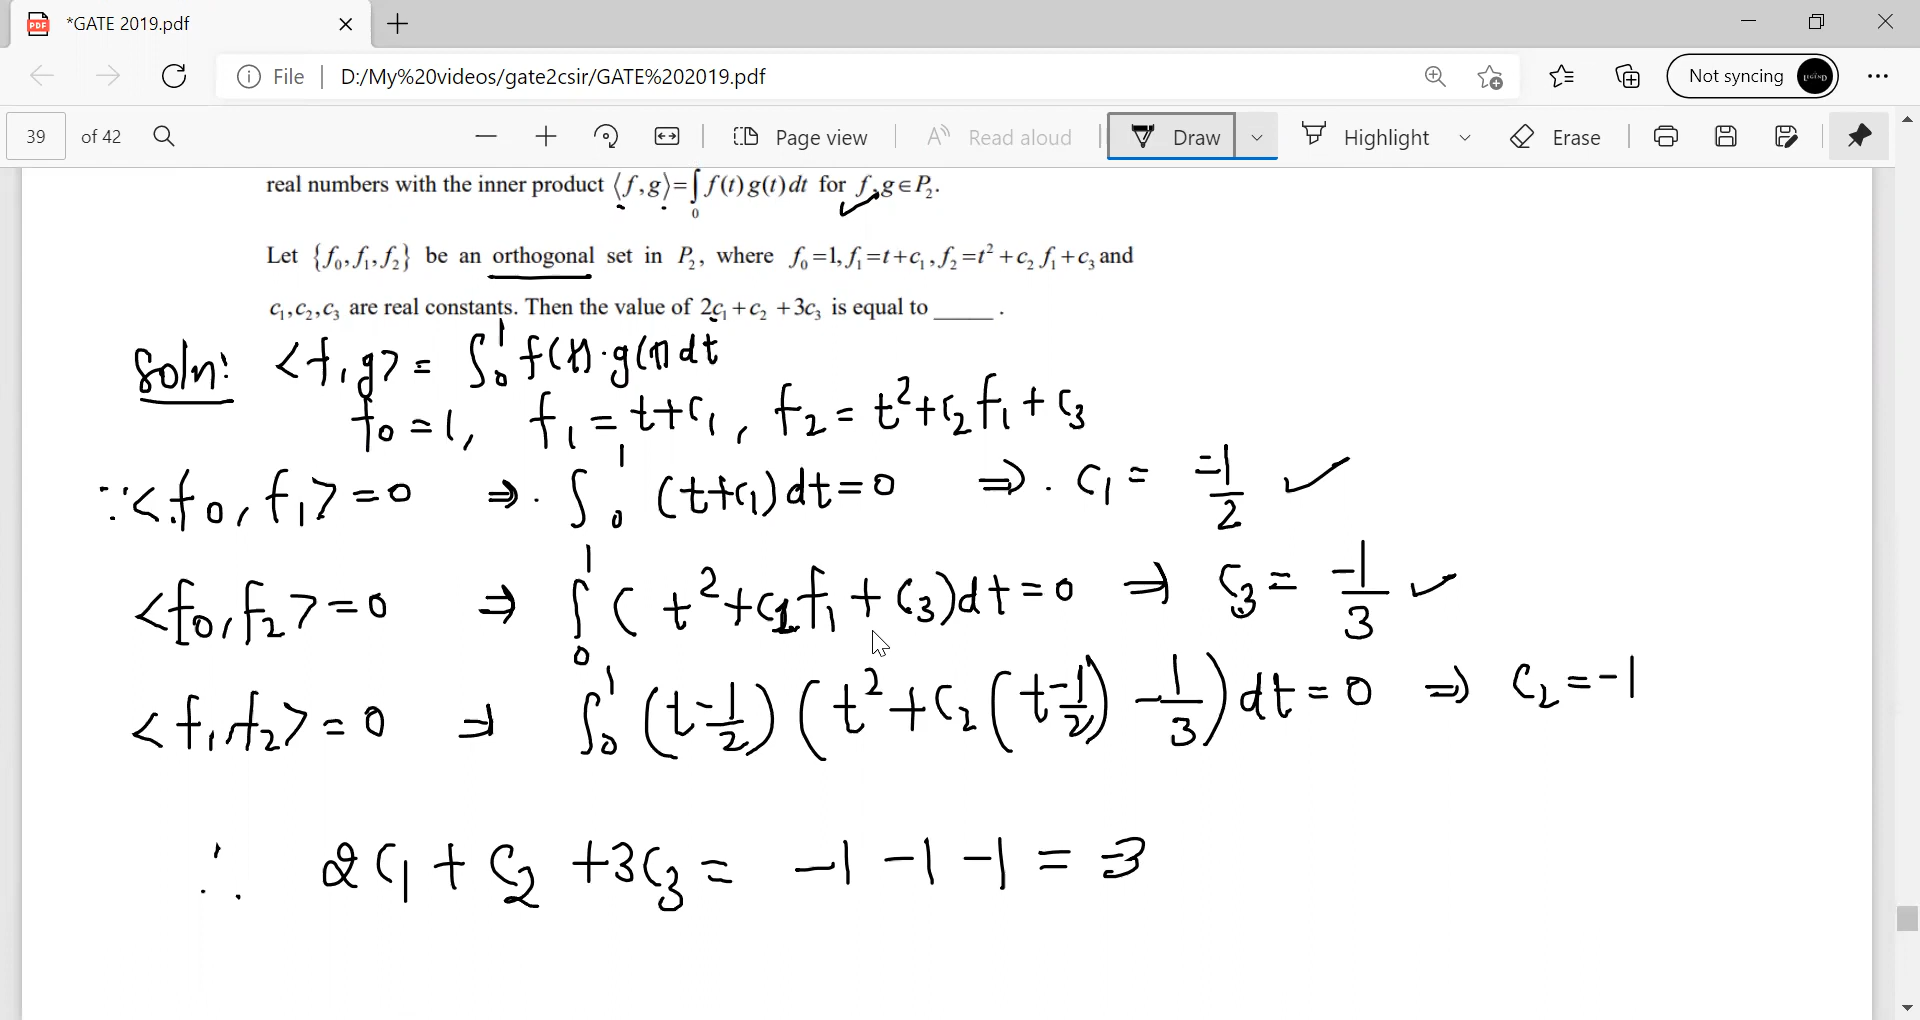 *GATE 2019.pdf
File | D:/My%20videos/gate2csir/GATE%202019.pdf
Not syncing
39 of 42
Page view
Read aloud
Draw
Highlight
Erase
real numbers with the inner product ⟨f,g⟩=∫₀ f(t)g(t)dt for f,g∈P₂.
Let {f₀,f₁,f₂} be an orthogonal set in P₂, where f₀=1,f₁=t+c₁,f₂=t²+c₂f₁+c₃ and
c₁,c₂,c₃ are real constants. Then the value of 2c₁+c₂+3c₃ is equal to _____ .
Soln: <f,g> = ∫₀¹ f(t)·g(t)dt
f₀=1, f₁=t+c₁, f₂=t²+c₂f₁+c₃
∵<f₀,f₁>=0 ⇒ ∫₀¹ (t+c₁)dt=0 ⇒ c₁= -1/2 ✓
<f₀,f₂>=0 ⇒ ∫₀¹ (t²+c₂f₁+c₃)dt=0 ⇒ c₃= -1/3 ✓
<f₁,f₂>=0 ⇒ ∫₀¹ (t-1/2)(t²+c₂(t-1/2)-1/3)dt=0 ⇒ c₂=-1
∴ 2c₁+c₂+3c₃= -1-1-1=-3